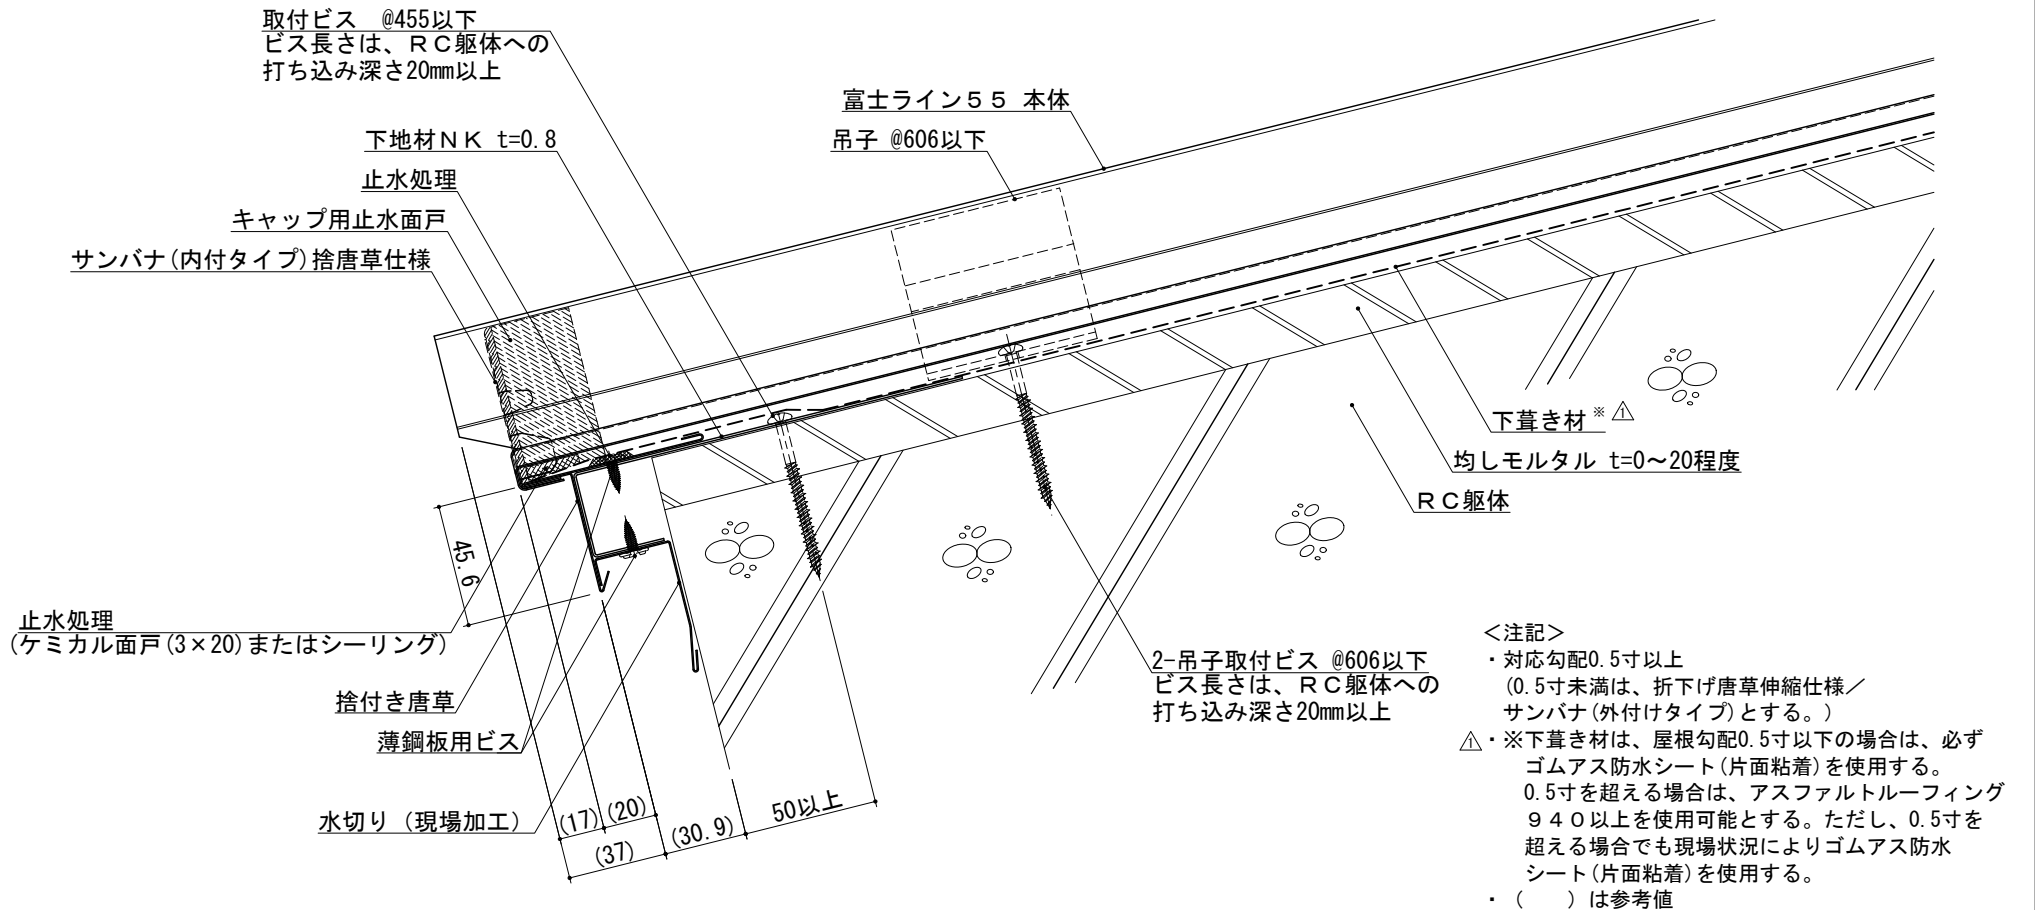 取付ビス　@455以下
ビス長さは、ＲＣ躯体への
打ち込み深さ20mm以上
富士ライン５５ 本体
下地材ＮＫ t=0.8
吊子 @606以下
止水処理
キャップ用止水面戸
サンバナ(内付タイプ)捨唐草仕様
下葺き材※ 1
均しモルタル t=0～20程度
ＲＣ躯体
45.6
止水処理
(ケミカル面戸(3×20)またはシーリング)
捨付き唐草
薄鋼板用ビス
水切り（現場加工）
(17)
(20)
(37)
(30.9)
50以上
2-吊子取付ビス @606以下
ビス長さは、ＲＣ躯体への
打ち込み深さ20mm以上
＜注記＞
・対応勾配0.5寸以上
(0.5寸未満は、折下げ唐草伸縮仕様／
サンバナ(外付けタイプ)とする。)
1・※下葺き材は、屋根勾配0.5寸以下の場合は、必ず
ゴムアス防水シート(片面粘着)を使用する。
0.5寸を超える場合は、アスファルトルーフィング
９４０以上を使用可能とする。ただし、0.5寸を
超える場合でも現場状況によりゴムアス防水
シート(片面粘着)を使用する。
・（　　）は参考値